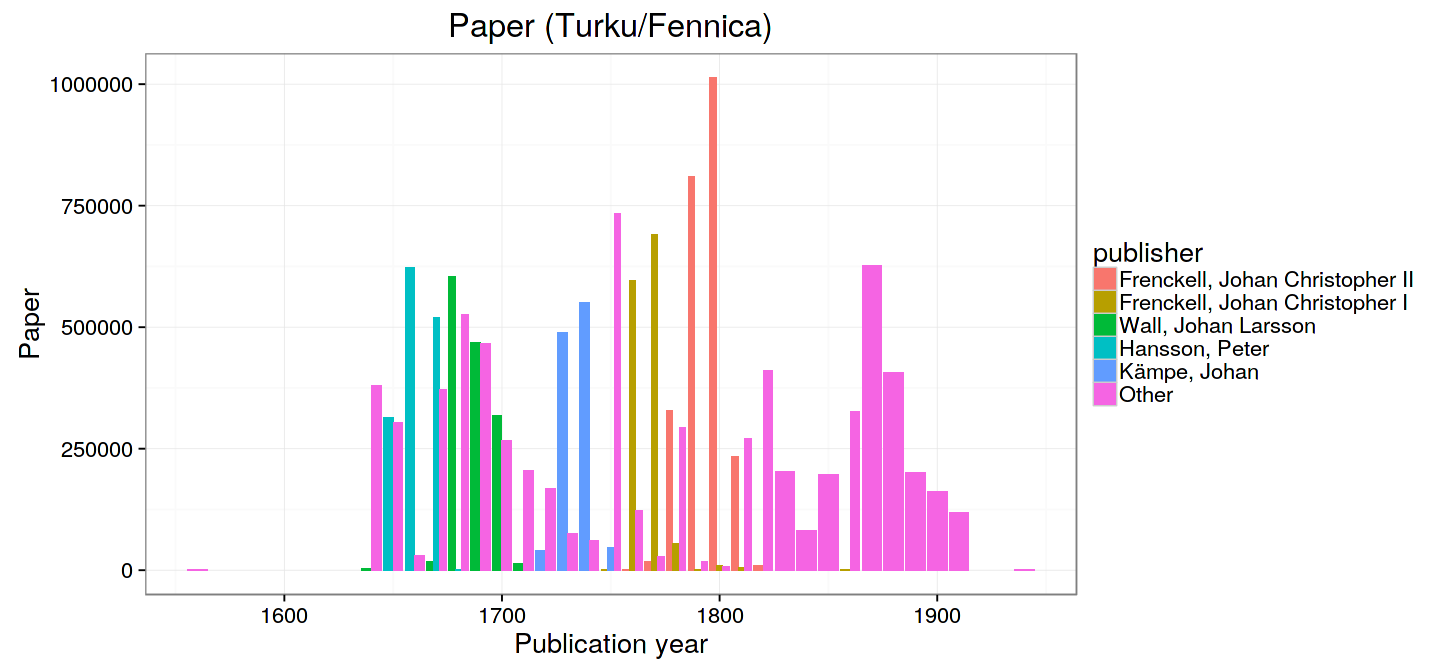 Paper (Turku/Fennica)
1000000
750000
500000
250000
0
Paper
1600 1700 1800 1900
Publication year
publisher
Frenckell, Johan Christopher II
Frenckell, Johan Christopher I
Wall, Johan Larsson
Hansson, Peter
Kämpe, Johan
Other